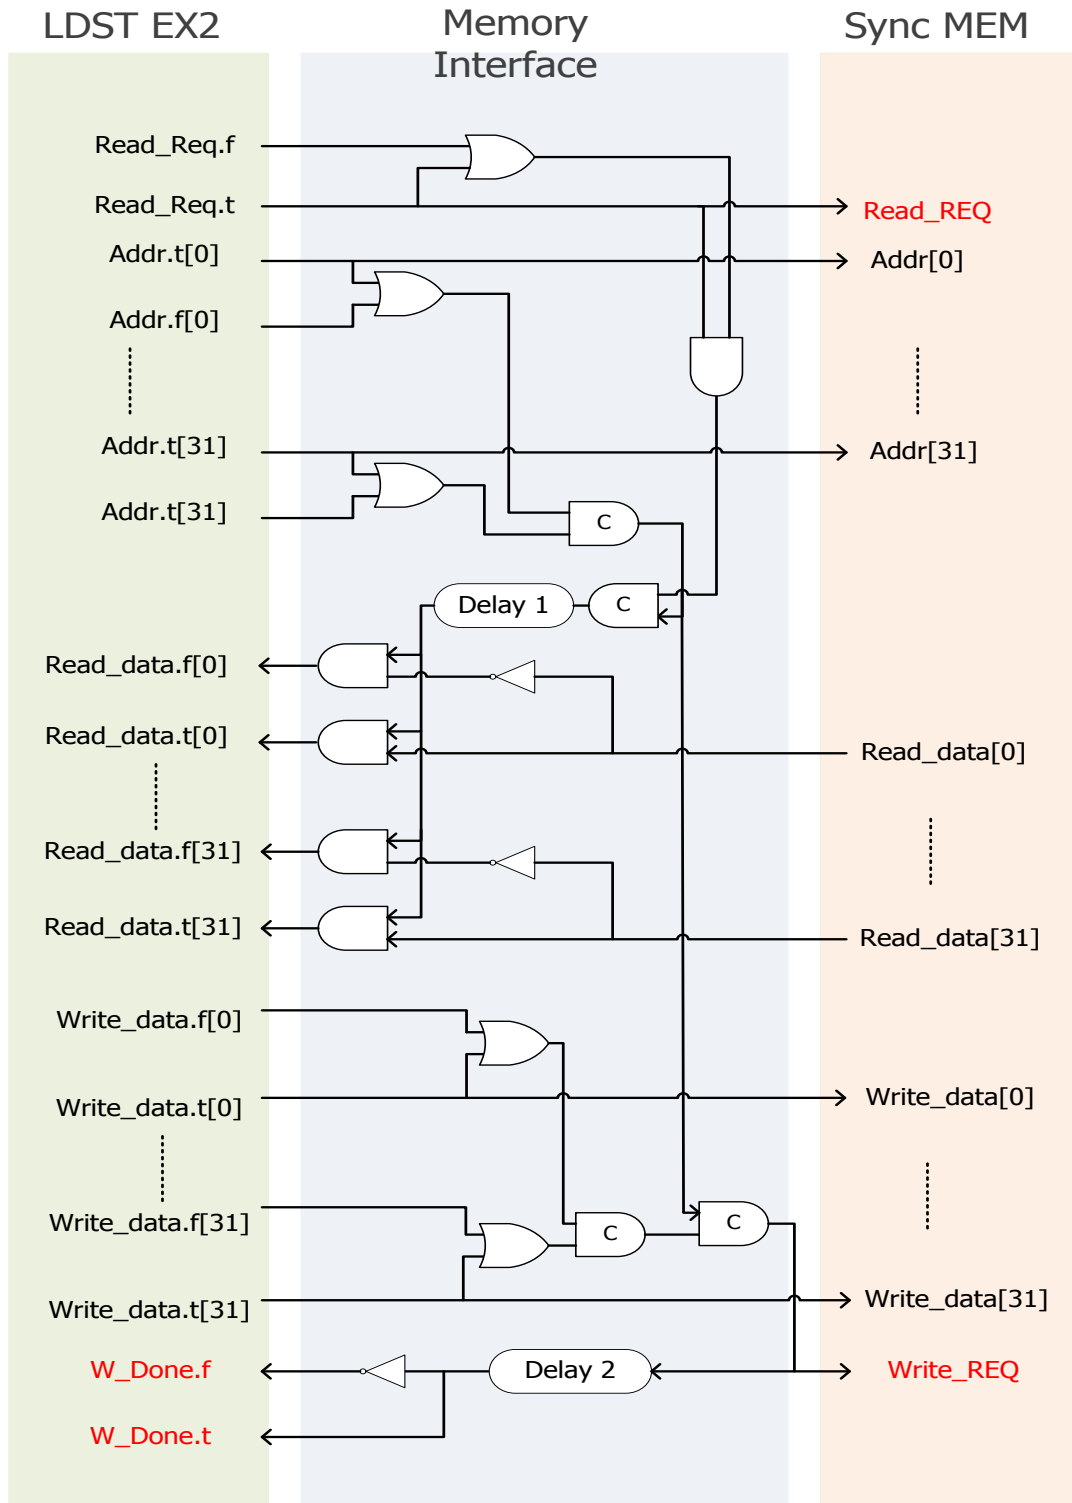 LDST EX2
Memory
Interface
Sync MEM
Read_Req.f
Read_Req.t
Read_REQ
Addr.t[0]
Addr[0]
Addr.f[0]
Addr.t[31]
Addr[31]
Addr.t[31]
C
Delay 1
C
Read_data.f[0]
Read_data.t[0]
Read_data[0]
Read_data.f[31]
Read_data.t[31]
Read_data[31]
Write_data.f[0]
Write_data.t[0]
Write_data[0]
Write_data.f[31]
C
C
Write_data.t[31]
Write_data[31]
W_Done.f
Delay 2
Write_REQ
W_Done.t